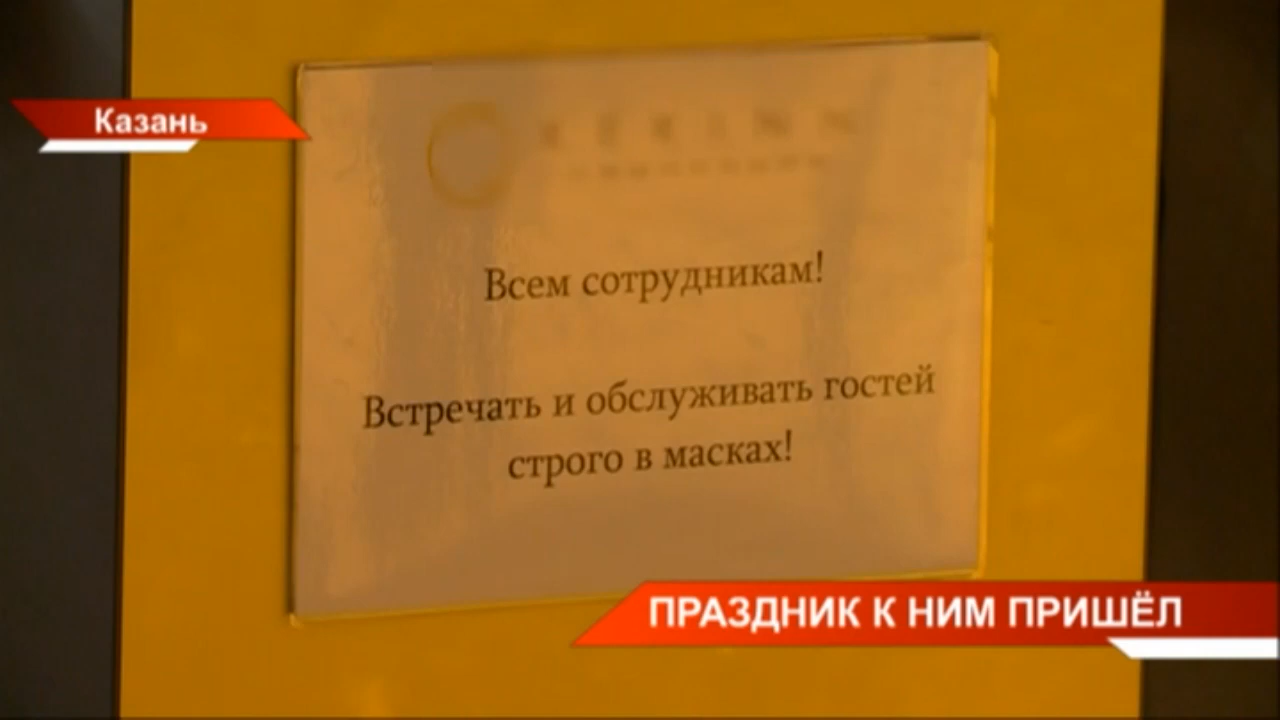 Казань
Всем сотрудникам!
Встречать и обслуживать гостей
строго в масках!
ПРАЗДНИК К НИМ ПРИШЁЛ